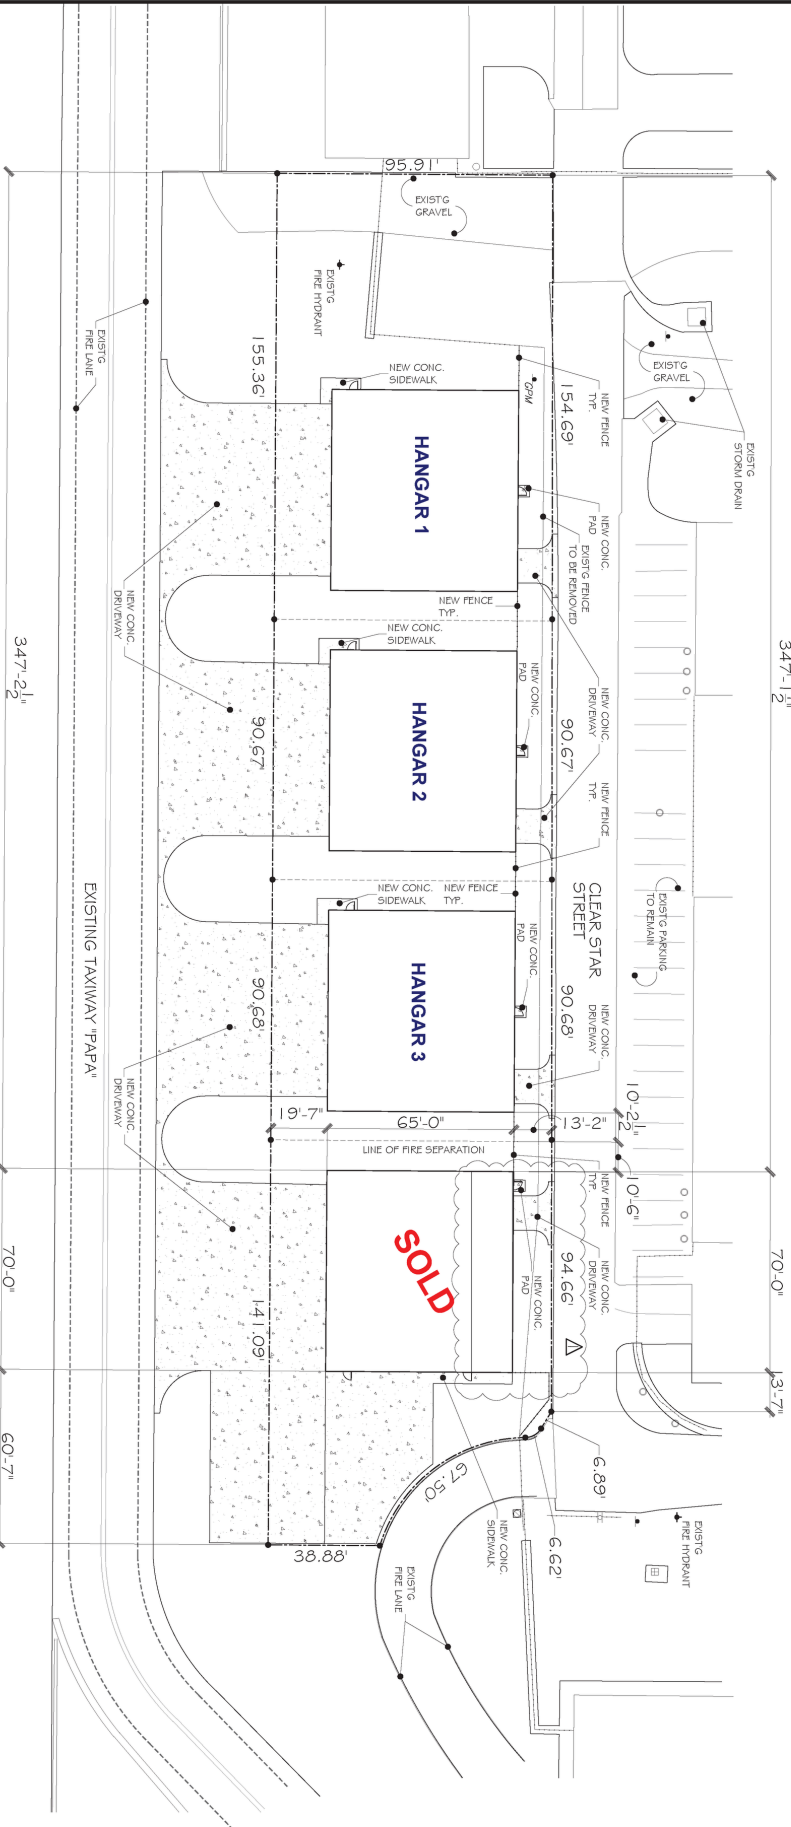 95.91'
EXIST'G
GRAVEL
EXIST'G
FIRE HYDRANT
EXIST'G
FIRE LANE
155.36'
NEW CONC.
SIDEWALK
GPM
154.69'
NEW FENCE
TYP.
EXIST'G
GRAVEL
EXIST'G
STORM DRAIN
HANGAR 1
NEW CONC.
PAD
EXIST'G FENCE
TO BE REMOVED
NEW CONC.
DRIVEWAY
NEW FENCE
TYP.
NEW CONC.
SIDEWALK
347'-2 1/2"
347'-1 1/2"
NEW CONC.
PAD
NEW CONC.
DRIVEWAY
90.67'
HANGAR 2
90.67'
NEW FENCE
TYP.
NEW CONC.
SIDEWALK
NEW FENCE
TYP.
CLEAR STAR
STREET
EXIST'G PARKING
TO REMAIN
EXISTING TAXIWAY "PAPA"
NEW CONC.
PAD
90.68'
HANGAR 3
90.68'
NEW CONC.
DRIVEWAY
NEW CONC.
DRIVEWAY
19'-7"
65'-0"
13'-2"
10'-2 1/2"
10'-6"
LINE OF FIRE SEPARATION
NEW FENCE
TYP.
SOLD
NEW CONC.
PAD
94.66'
NEW CONC.
DRIVEWAY
70'-0"
70'-0"
141.09'
13'-7"
60'-7"
67.50'
6.89'
6.62'
38.88'
NEW CONC.
SIDEWALK
EXIST'G
FIRE LANE
EXIST'G
FIRE HYDRANT